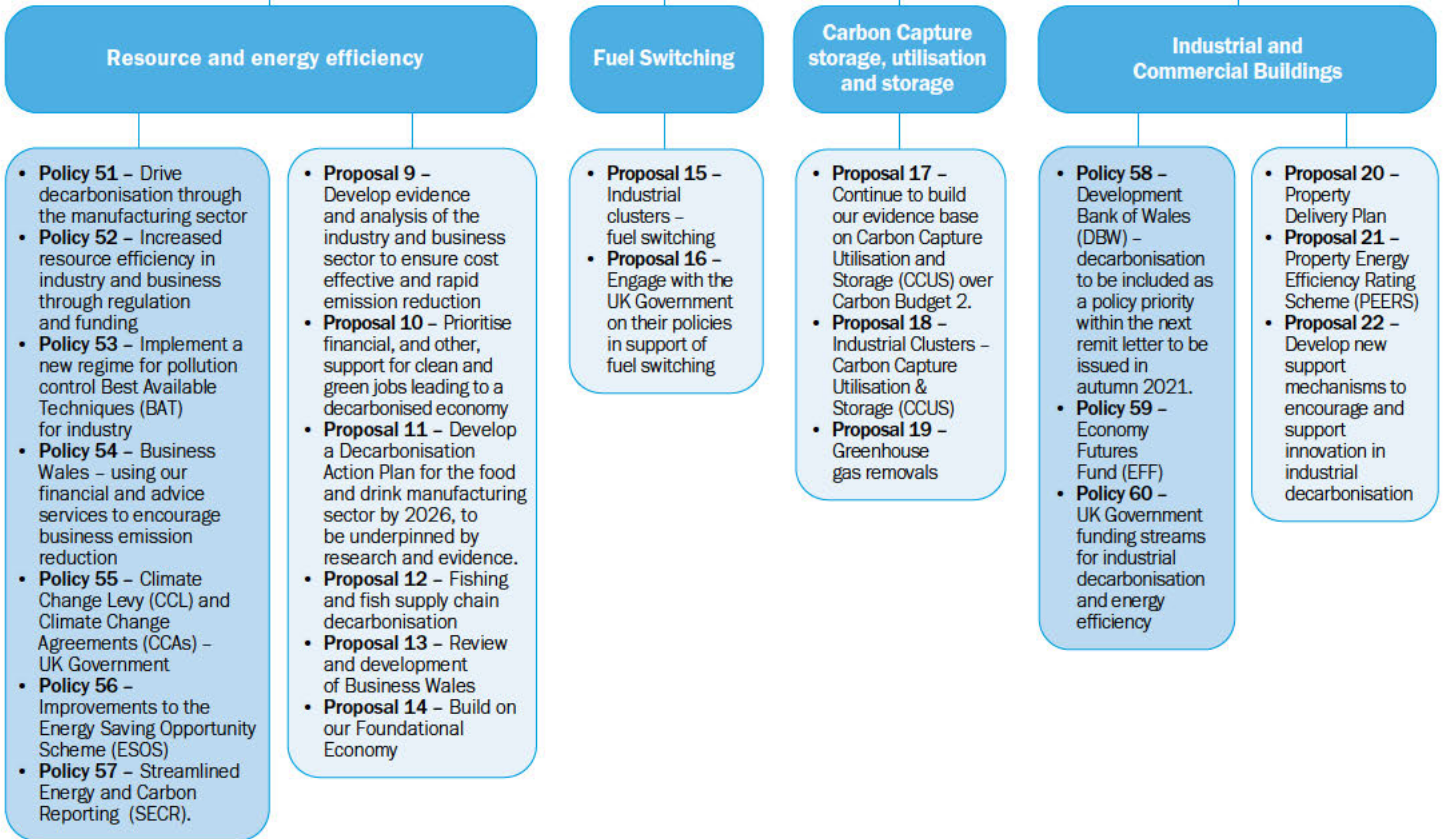 Resource and energy efficiency
• Policy 51 – Drive
decarbonisation through
the manufacturing sector
• Policy 52 – Increased
resource efficiency in
industry and business
through regulation
and funding
• Policy 53 – Implement a
new regime for pollution
control Best Available
Techniques (BAT)
for industry
• Policy 54 – Business
Wales – using our
financial and advice
services to encourage
business emission
reduction
• Policy 55 – Climate
Change Levy (CCL) and
Climate Change
Agreements (CCAs) –
UK Government
• Policy 56 –
Improvements to the
Energy Saving Opportunity
Scheme (ESOS)
• Policy 57 – Streamlined
Energy and Carbon
Reporting (SECR).
• Proposal 9 –
Develop evidence
and analysis of the
industry and business
sector to ensure cost
effective and rapid
emission reduction
• Proposal 10 – Prioritise
financial, and other,
support for clean and
green jobs leading to a
decarbonised economy
• Proposal 11 – Develop
a Decarbonisation
Action Plan for the food
and drink manufacturing
sector by 2026, to
be underpinned by
research and evidence.
• Proposal 12 – Fishing
and fish supply chain
decarbonisation
• Proposal 13 – Review
and development
of Business Wales
• Proposal 14 – Build on
our Foundational
Economy
Fuel Switching
• Proposal 15 –
Industrial
clusters –
fuel switching
• Proposal 16 –
Engage with the
UK Government
on their policies
in support of
fuel switching
Carbon Capture
storage, utilisation
and storage
• Proposal 17 –
Continue to build
our evidence base
on Carbon Capture
Utilisation and
Storage (CCUS) over
Carbon Budget 2.
• Proposal 18 –
Industrial Clusters –
Carbon Capture
Utilisation &
Storage (CCUS)
• Proposal 19 –
Greenhouse
gas removals
Industrial and
Commercial Buildings
• Policy 58 –
Development
Bank of Wales
(DBW) –
decarbonisation
to be included as
a policy priority
within the next
remit letter to be
issued in
autumn 2021.
• Policy 59 –
Economy
Futures
Fund (EFF)
• Policy 60 –
UK Government
funding streams
for industrial
decarbonisation
and energy
efficiency
• Proposal 20 –
Property
Delivery Plan
• Proposal 21 –
Property Energy
Efficiency Rating
Scheme (PEERS)
• Proposal 22 –
Develop new
support
mechanisms to
encourage and
support
innovation in
industrial
decarbonisation